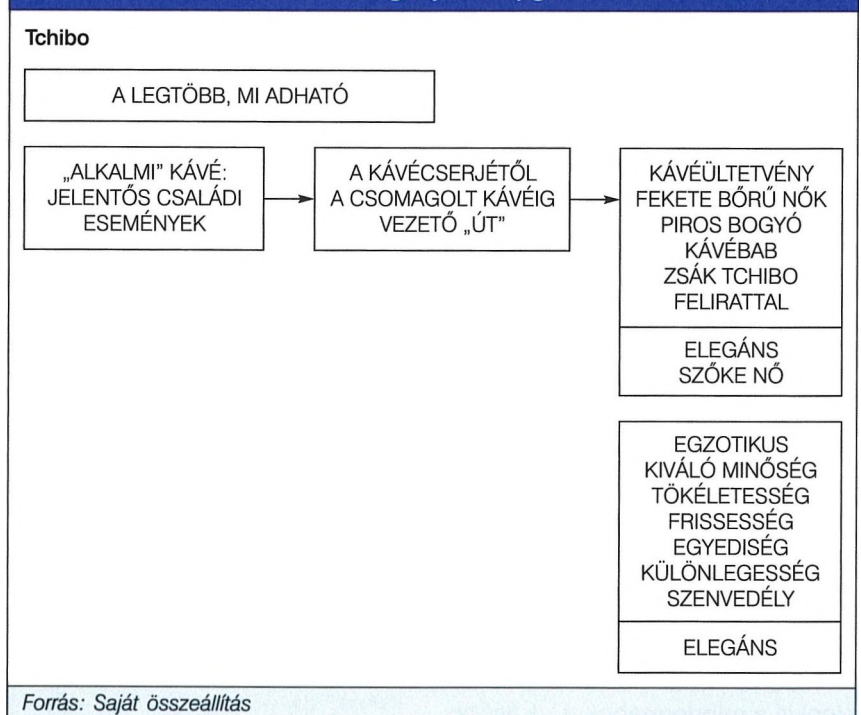 Tchibo
A LEGTÖBB, MI ADHATÓ
„ALKALMI” KÁVÉ:
JELENTŐS CSALÁDI
ESEMÉNYEK
A KÁVÉCSERJÉTŐL
A CSOMAGOLT KÁVÉIG
VEZETŐ „ÚT”
KÁVÉÜLTETVÉNY
FEKETE BŐRŰ NŐK
PIROS BOGYÓ
KÁVÉBAB
ZSÁK TCHIBO
FELIRATTAL
ELEGÁNS
SZŐKE NŐ
EGZOTIKUS
KIVÁLÓ MINŐSÉG
TÖKÉLETESSÉG
FRISSESSÉG
EGYEDISÉG
KÜLÖNLEGESSÉG
SZENVEDÉLY
ELEGÁNS
Forrás: Saját összeállítás